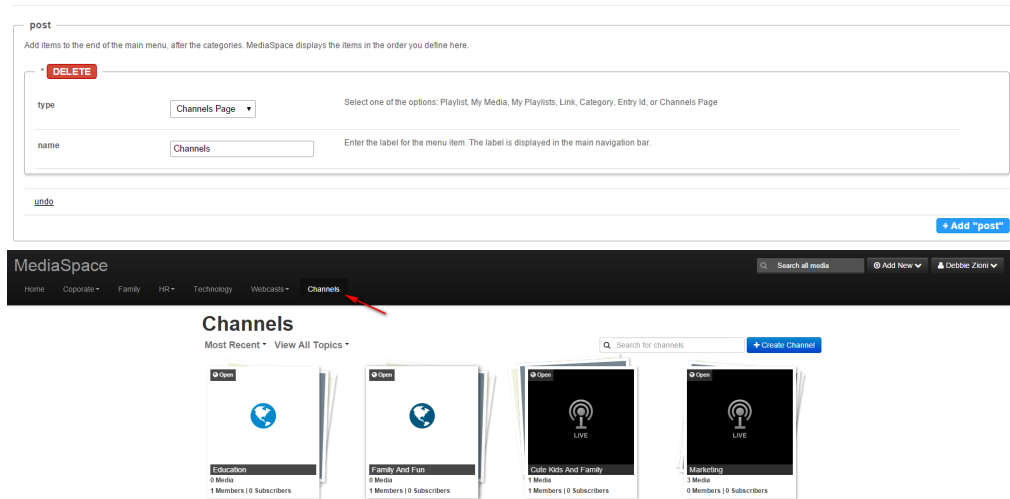 post
Add items to the end of the main menu, after the categories. MediaSpace displays the items in the order you define here.
* DELETE
type
Channels Page
Select one of the options: Playlist, My Media, My Playlists, Link, Category, Entry Id, or Channels Page
name
Channels
Enter the label for the menu item. The label is displayed in the main navigation bar.
undo
+ Add "post"
MediaSpace
Search all media
Add New
Debbie Zioni
Home Coporate Family HR Technology Webcasts Channels
Channels
Most Recent View All Topics
Search for channels
+ Create Channel
Open Open Open Open
LIVE LIVE
Education Family And Fun Cute Kids And Family Marketing
0 Media 0 Media 1 Media 3 Media
1 Members | 0 Subscribers 1 Members | 0 Subscribers 1 Members | 0 Subscribers 0 Members | 0 Subscribers